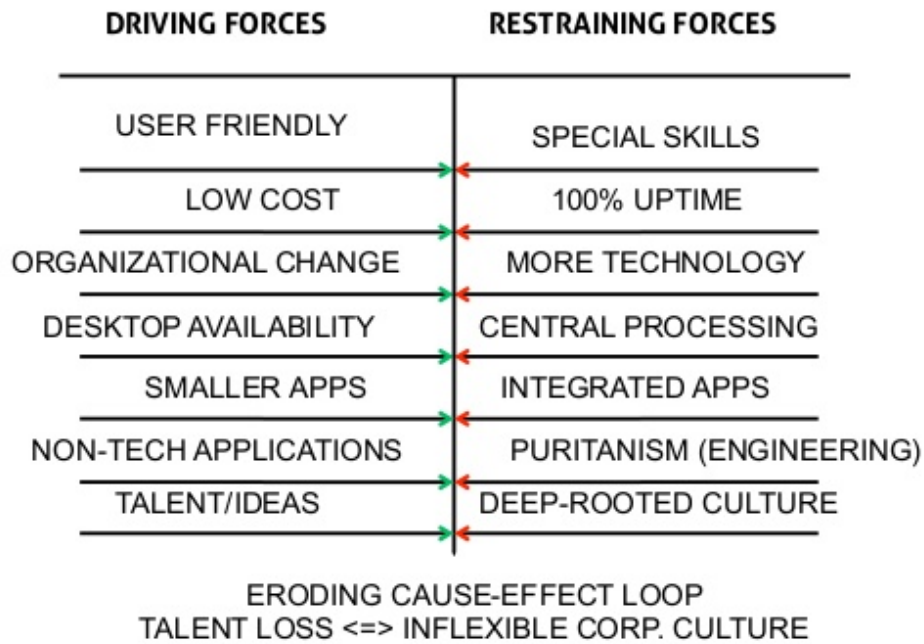 DRIVING FORCES RESTRAINING FORCES
USER FRIENDLY SPECIAL SKILLS
LOW COST 100% UPTIME
ORGANIZATIONAL CHANGE MORE TECHNOLOGY
DESKTOP AVAILABILITY CENTRAL PROCESSING
SMALLER APPS INTEGRATED APPS
NON-TECH APPLICATIONS PURITANISM (ENGINEERING)
TALENT/IDEAS DEEP-ROOTED CULTURE
ERODING CAUSE-EFFECT LOOP
TALENT LOSS <=> INFLEXIBLE CORP. CULTURE